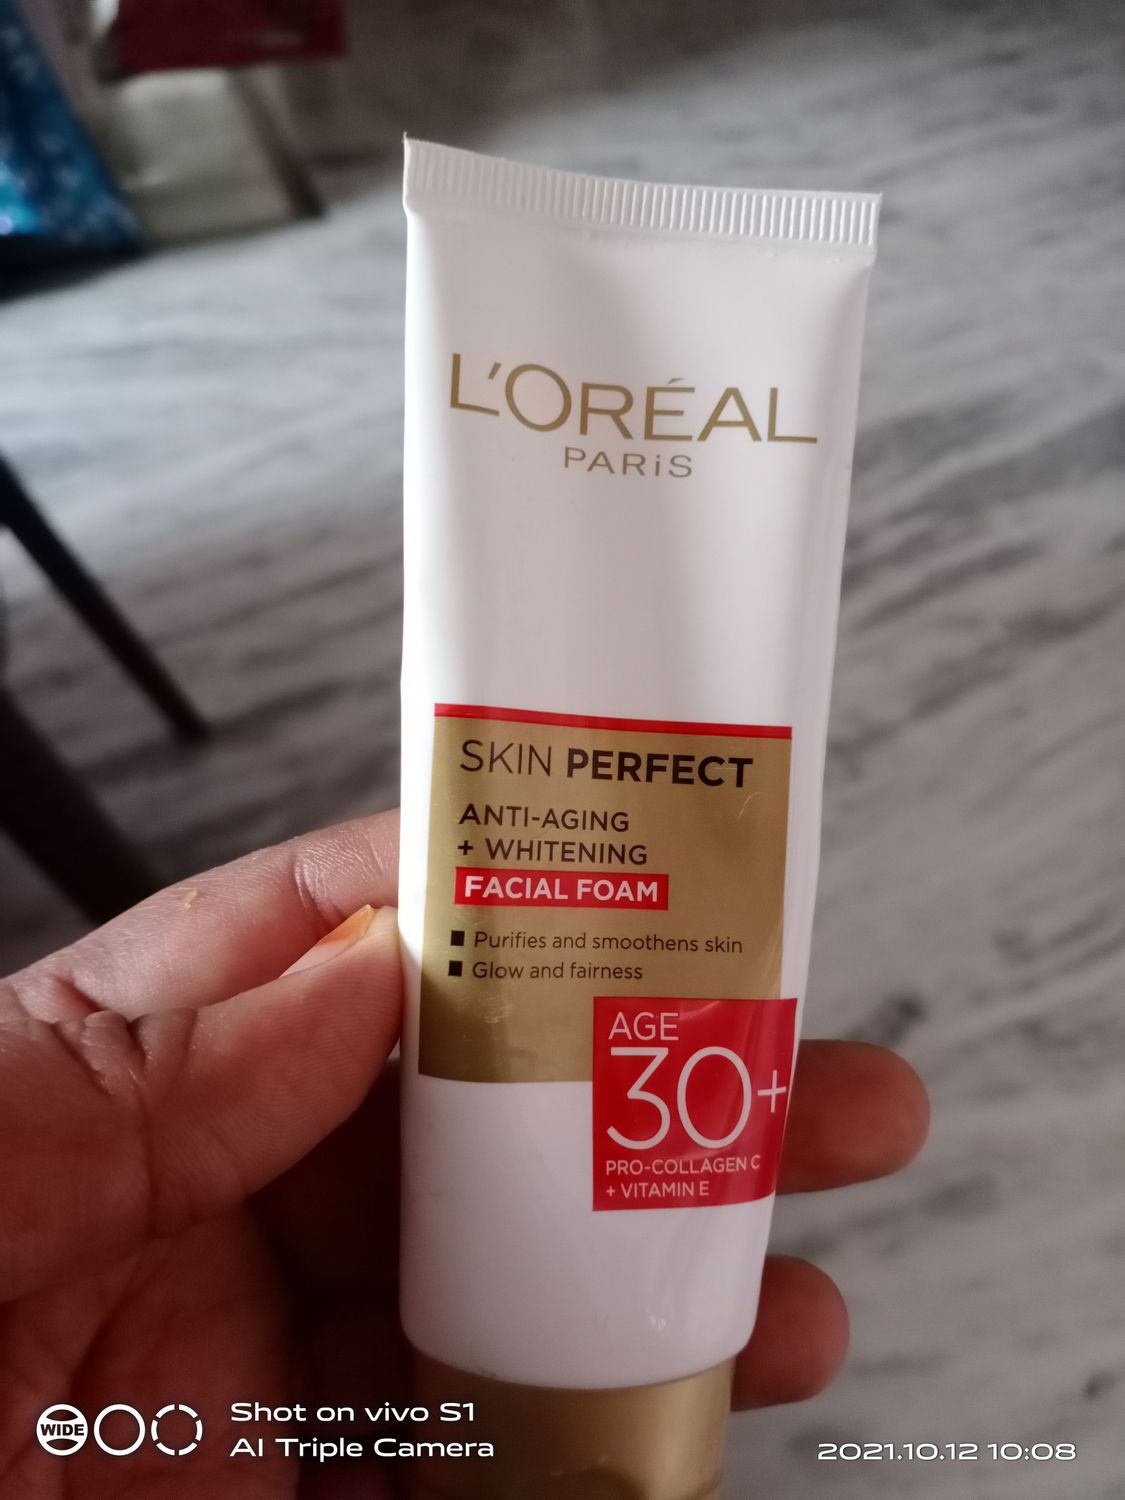 L'ORÉAL
PARiS
SKIN PERFECT
ANTI-AGING
+ WHITENING
FACIAL FOAM
■ Purifies and smoothens skin
■ Glow and fairness
AGE
30+
PRO-COLLAGEN C
+ VITAMIN E
WIDE
Shot on vivo S1
AI Triple Camera
2021.10.12 10:08